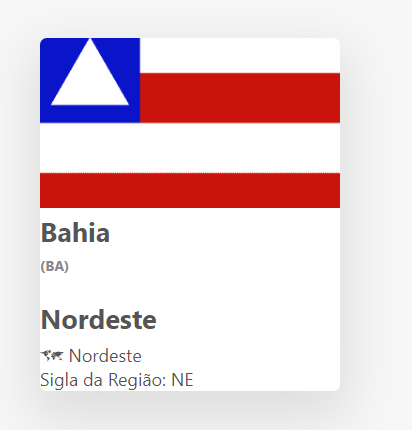 Bahia
(BA)
Nordeste
🗺 Nordeste
Sigla da Região: NE